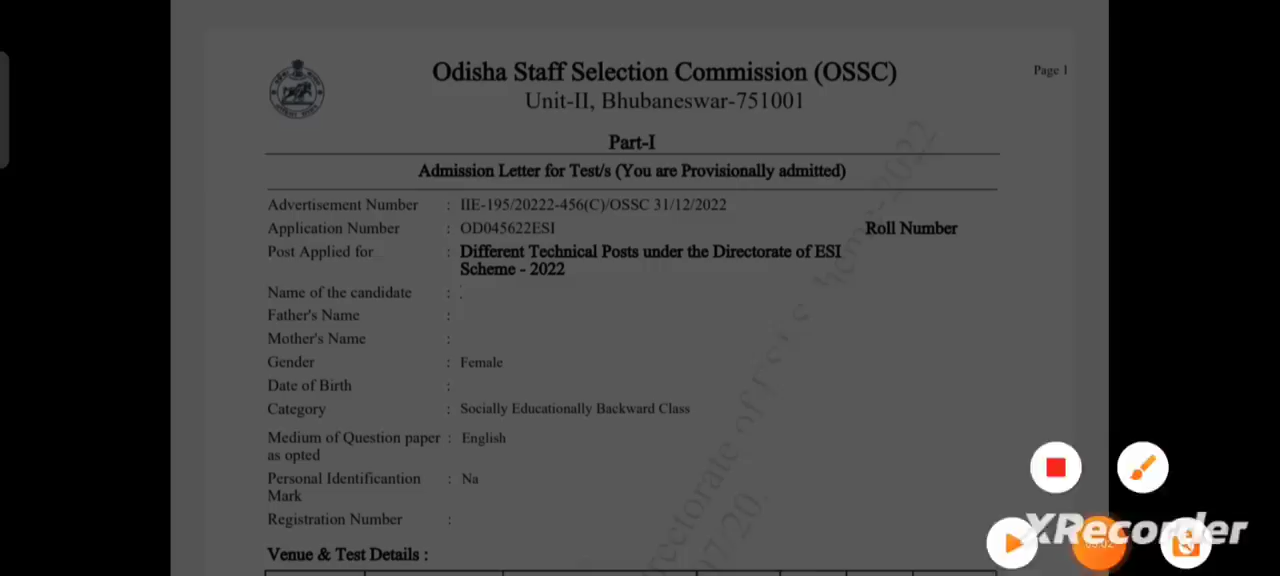 Odisha Staff Selection Commission (OSSC)
Page 1
Unit-II, Bhubaneswar-751001
Part-I
Admission Letter for Test/s (You are Provisionally admitted)
Advertisement Number : IIE-195/20222-456(C)/OSSC 31/12/2022
Application Number : OD045622ESI
Roll Number
Post Applied for : Different Technical Posts under the Directorate of ESI
Scheme - 2022
Name of the candidate :
Father's Name :
Mother's Name :
Gender : Female
Date of Birth :
Category : Socially Educationally Backward Class
Medium of Question paper : English
as opted
Personal Identificantion : Na
Mark
Registration Number :
Venue & Test Details :
XRecorder